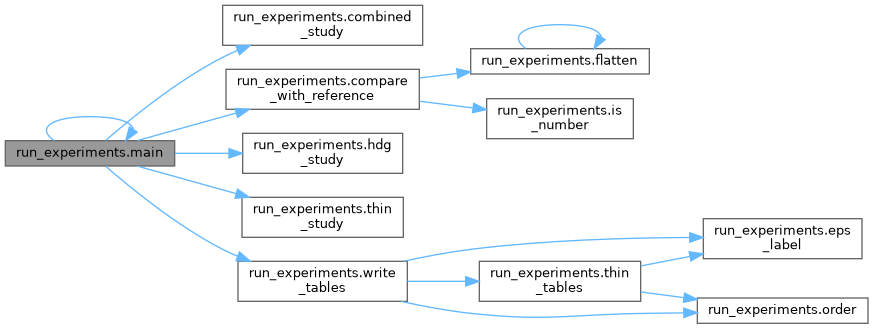 run_experiments.combined
_study
run_experiments.flatten
run_experiments.compare
_with_reference
run_experiments.is
_number
run_experiments.main
run_experiments.hdg
_study
run_experiments.thin
_study
run_experiments.eps
_label
run_experiments.write
_tables
run_experiments.thin
_tables
run_experiments.order